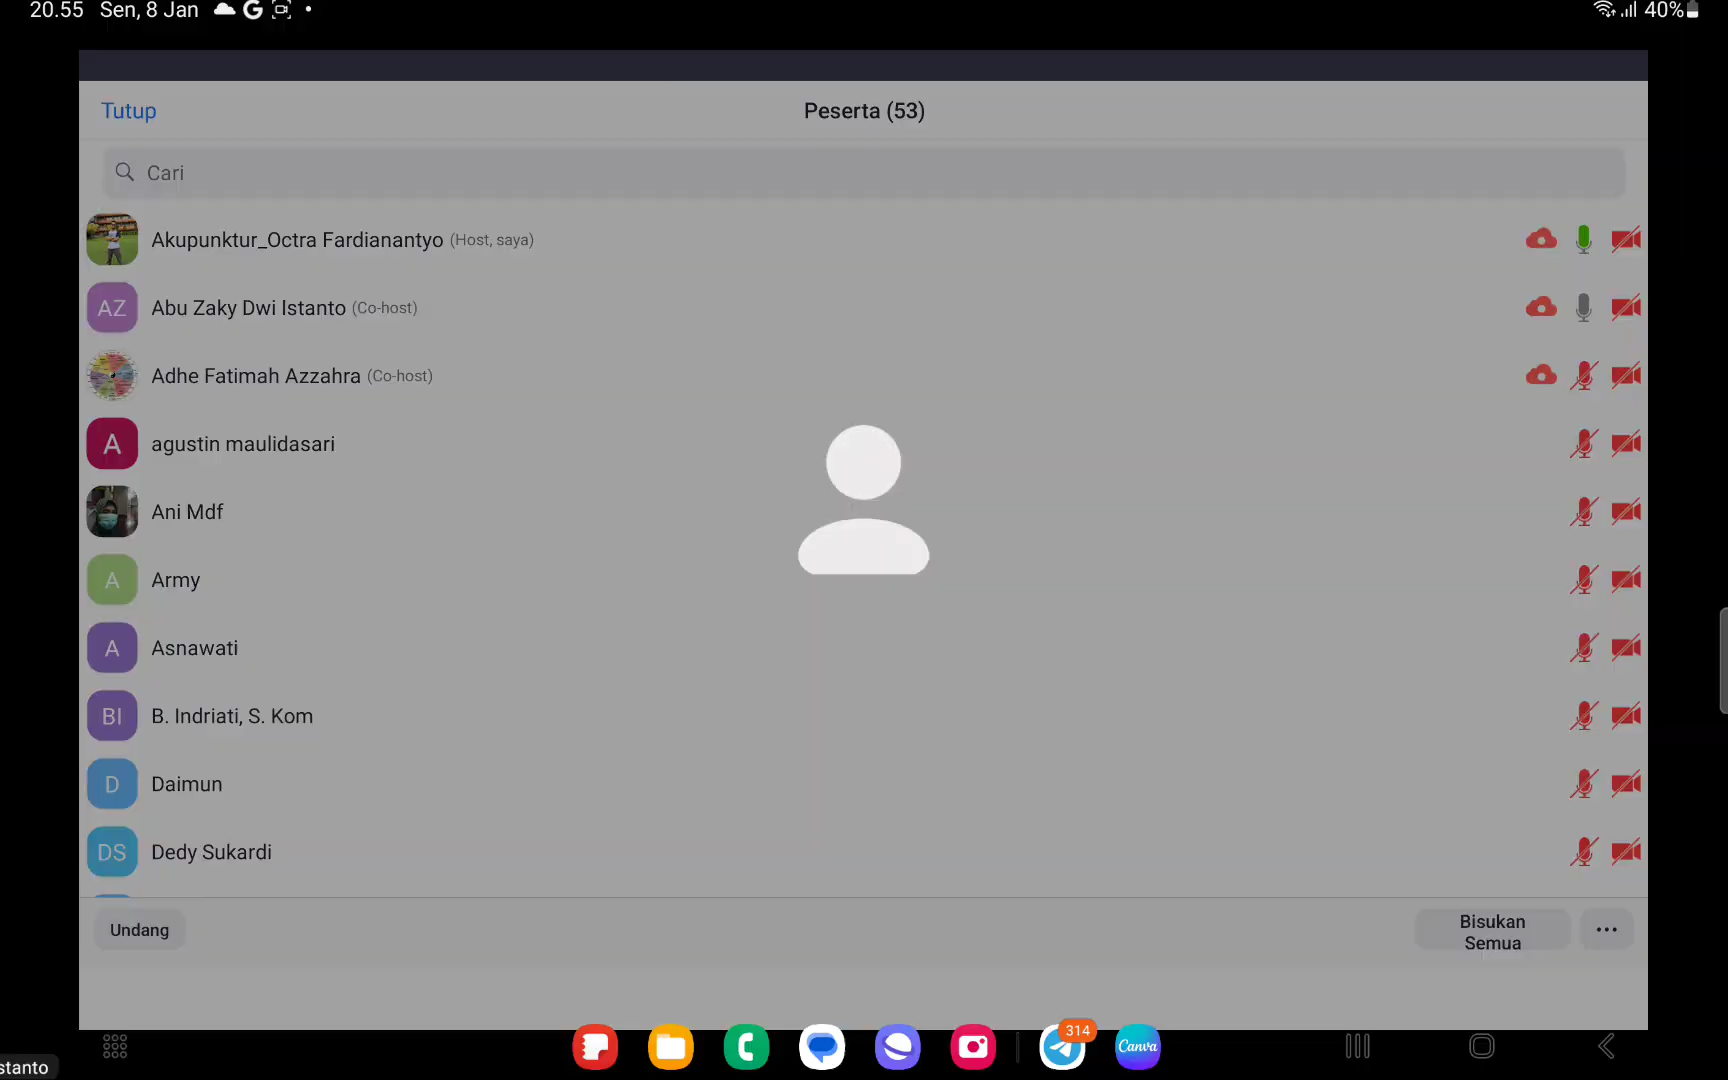 20.55 Sen, 8 Jan G 40%
Tutup
Peserta (53)
Cari
Akupunktur_Octra Fardianantyo (Host, saya)
AZ Abu Zaky Dwi Istanto (Co-host)
Adhe Fatimah Azzahra (Co-host)
A agustin maulidasari
Ani Mdf
A Army
A Asnawati
BI B. Indriati, S. Kom
D Daimun
DS Dedy Sukardi
Undang
Bisukan
Semua
314
Canva
stanto